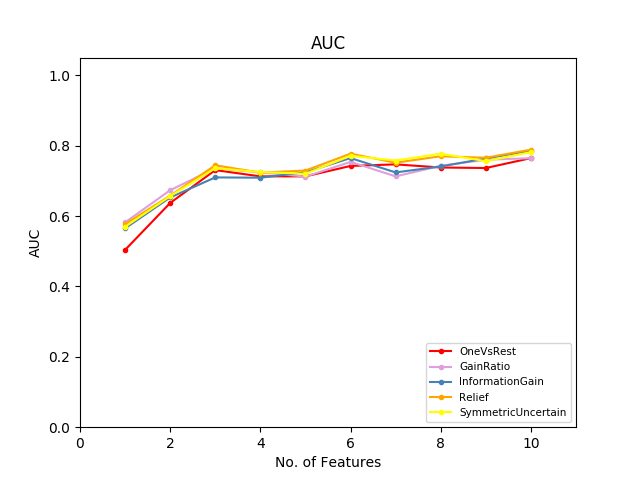 AUC
1.0
0.8
0.6
0.4
0.2
0.0
AUC
0 2 4 6 8 10
No. of Features
OneVsRest
GainRatio
InformationGain
Relief
SymmetricUncertain